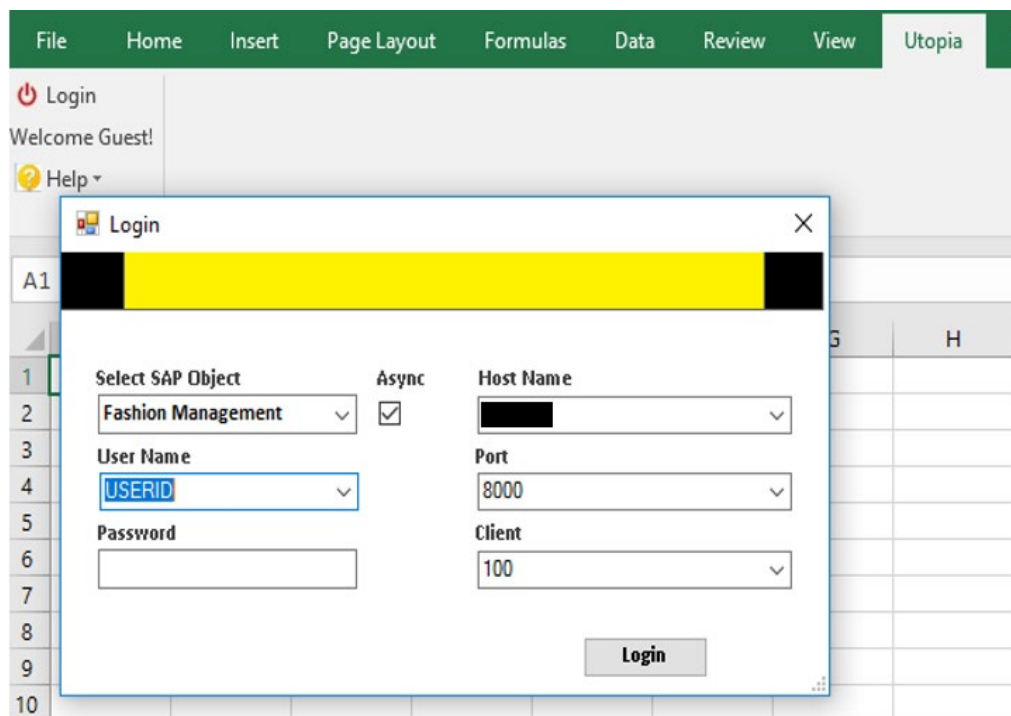 File Home Insert Page Layout Formulas Data Review View Utopia
Login
Welcome Guest!
Help
Login
A1
G H
Select SAP Object Async Host Name
Fashion Management
User Name Port
USERID 8000
Password Client
100
Login
1
2
3
4
5
6
7
8
9
10